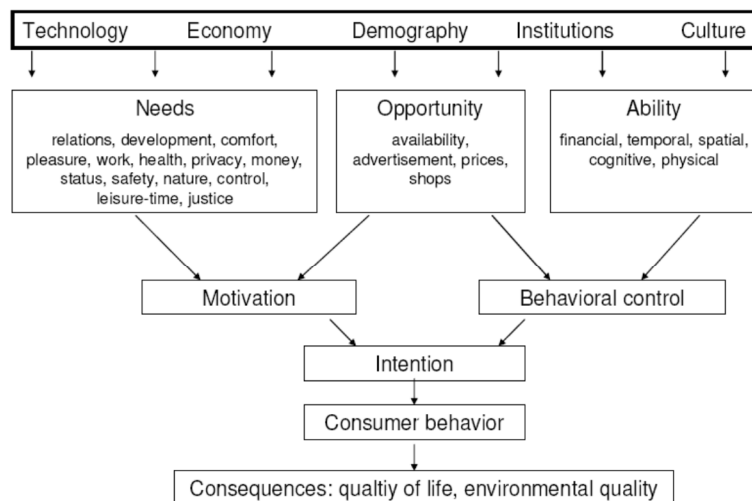 Technology Economy Demography Institutions Culture
Needs
relations, development, comfort,
pleasure, work, health, privacy, money,
status, safety, nature, control,
leisure-time, justice
Opportunity
availability,
advertisement, prices,
shops
Ability
financial, temporal, spatial,
cognitive, physical
Motivation
Behavioral control
Intention
Consumer behavior
Consequences: qualtiy of life, environmental quality